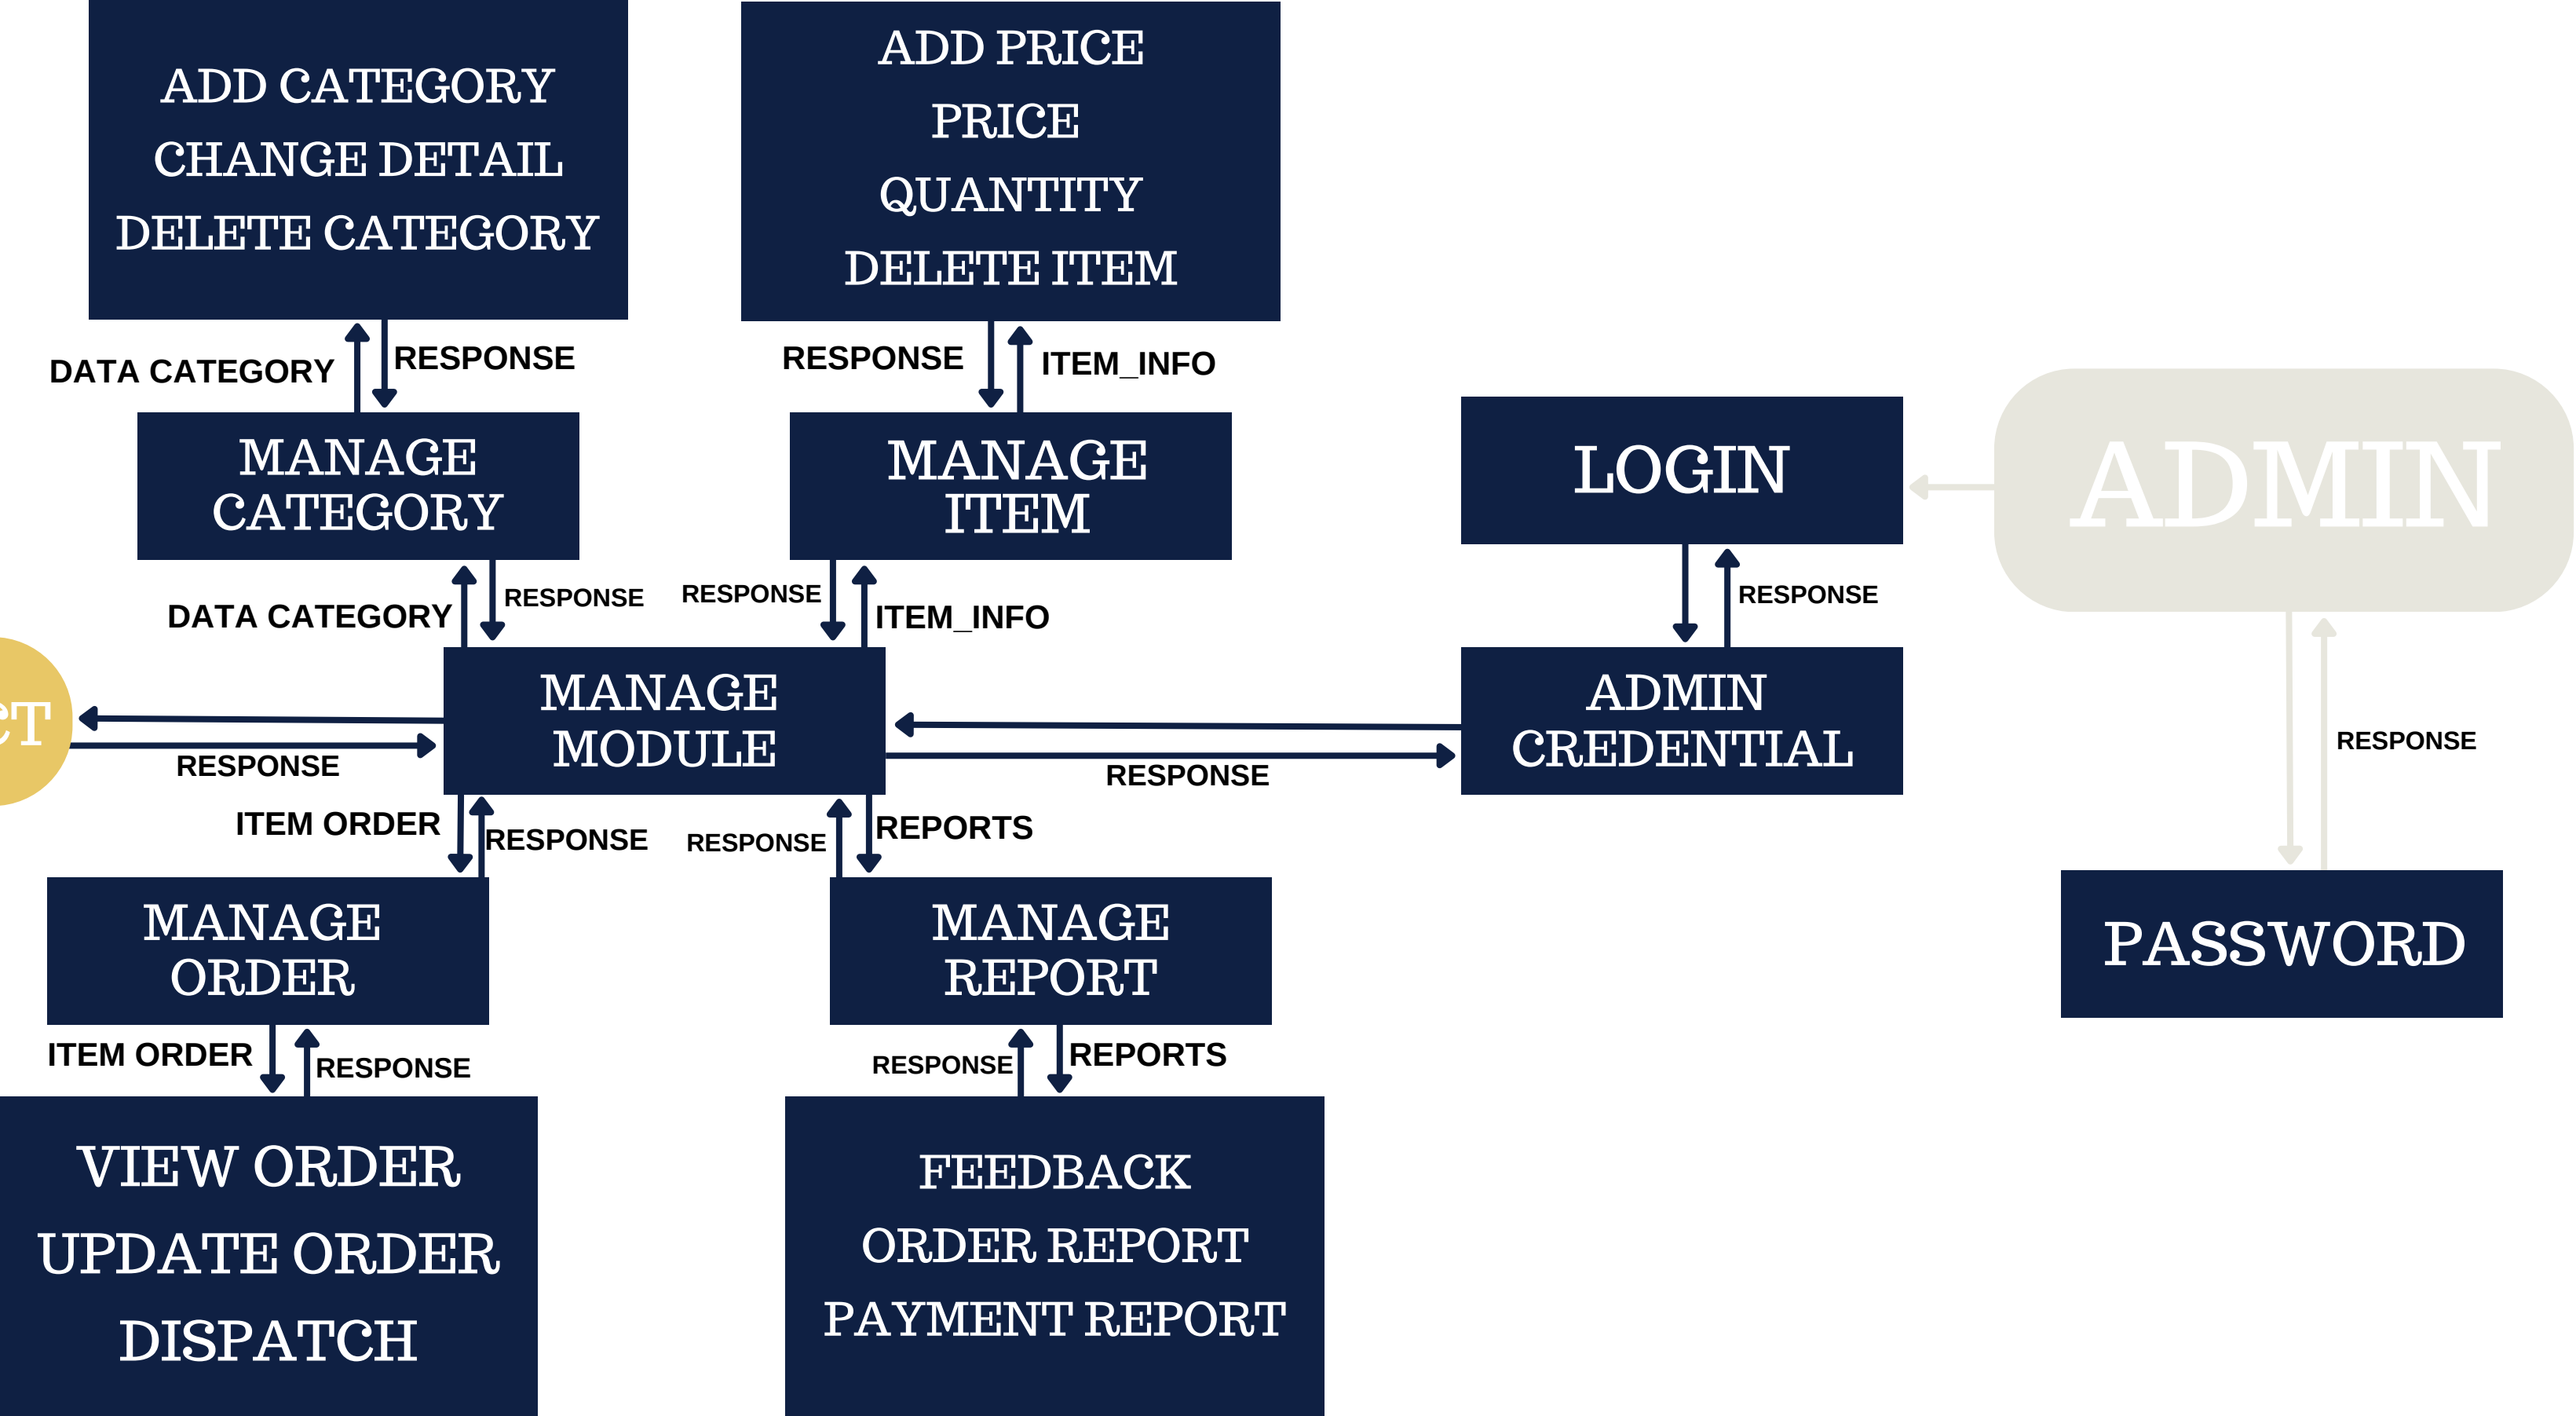 ADD CATEGORY
CHANGE DETAIL
DELETE CATEGORY
ADD PRICE
PRICE
QUANTITY
DELETE ITEM
DATA CATEGORY
RESPONSE
RESPONSE
ITEM_INFO
MANAGE
CATEGORY
MANAGE
ITEM
LOGIN
ADMIN
DATA CATEGORY
RESPONSE
RESPONSE
ITEM_INFO
RESPONSE
MANAGE
MODULE
ADMIN
CREDENTIAL
RESPONSE
RESPONSE
RESPONSE
ITEM ORDER
RESPONSE
RESPONSE
REPORTS
MANAGE
ORDER
MANAGE
REPORT
PASSWORD
ITEM ORDER
RESPONSE
RESPONSE
REPORTS
VIEW ORDER
UPDATE ORDER
DISPATCH
FEEDBACK
ORDER REPORT
PAYMENT REPORT